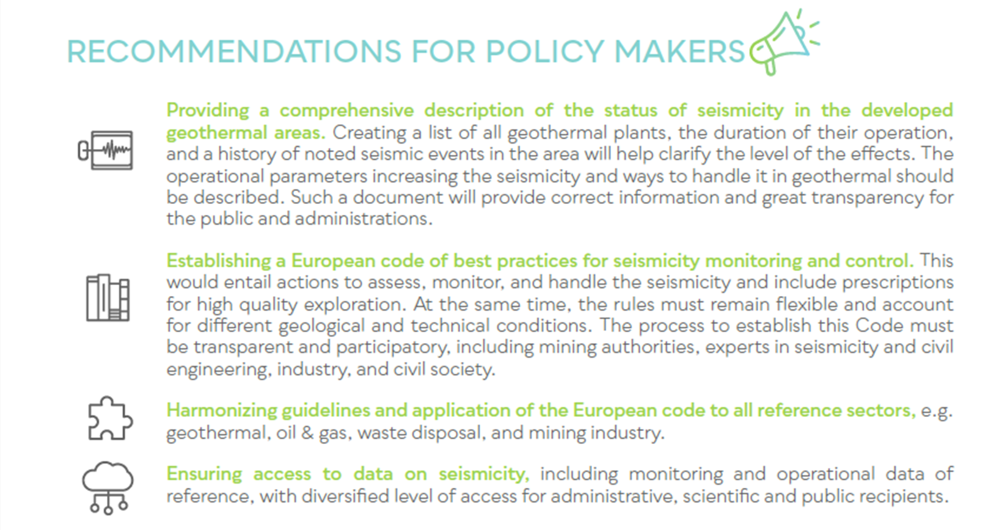 RECOMMENDATIONS FOR POLICY MAKERS
Providing a comprehensive description of the status of seismicity in the developed
geothermal areas. Creating a list of all geothermal plants, the duration of their operation,
and a history of noted seismic events in the area will help clarify the level of the effects. The
operational parameters increasing the seismicity and ways to handle it in geothermal should
be described. Such a document will provide correct information and great transparency for
the public and administrations.
Establishing a European code of best practices for seismicity monitoring and control. This
would entail actions to assess, monitor, and handle the seismicity and include prescriptions
for high quality exploration. At the same time, the rules must remain flexible and account
for different geological and technical conditions. The process to establish this Code must
be transparent and participatory, including mining authorities, experts in seismicity and civil
engineering, industry, and civil society.
Harmonizing guidelines and application of the European code to all reference sectors, e.g.
geothermal, oil & gas, waste disposal, and mining industry.
Ensuring access to data on seismicity, including monitoring and operational data of
reference, with diversified level of access for administrative, scientific and public recipients.